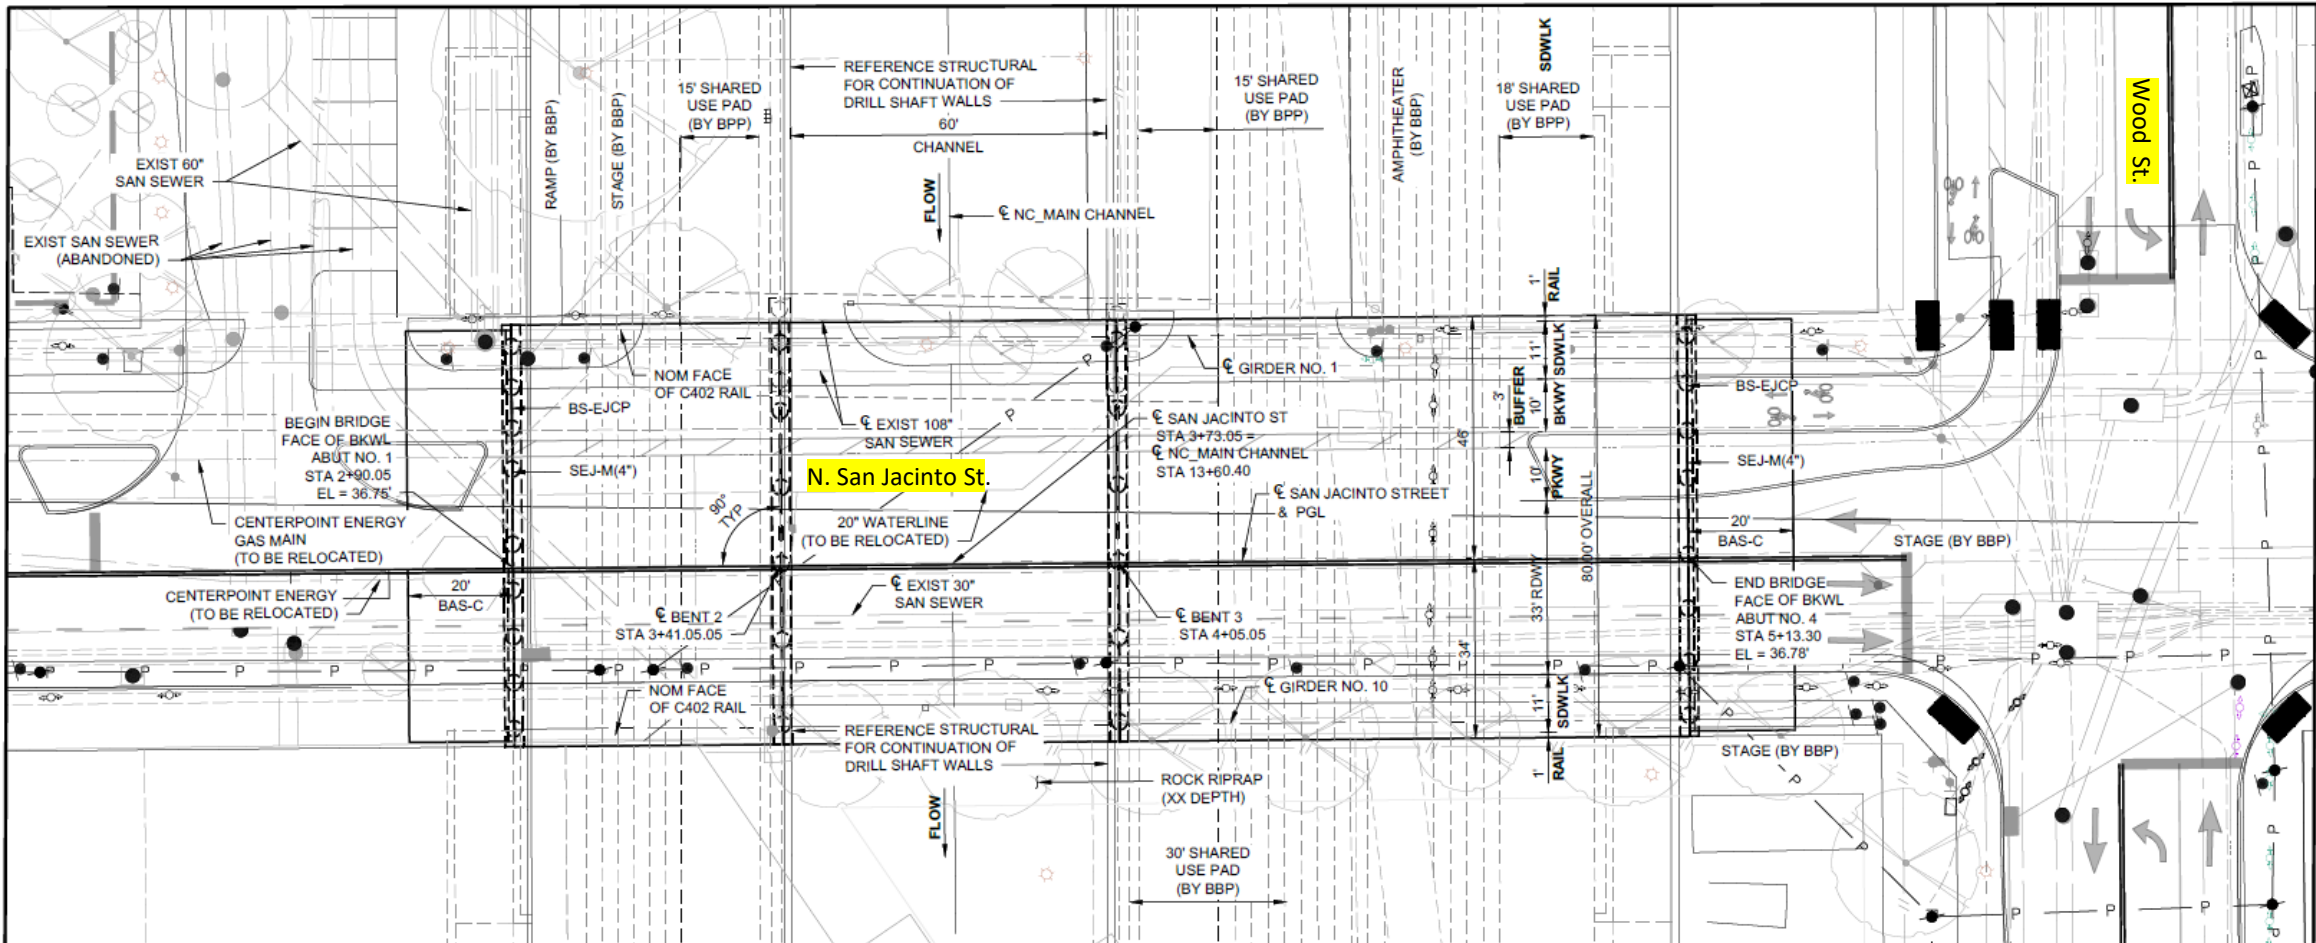 SDWLK
REFERENCE STRUCTURAL
FOR CONTINUATION OF
DRILL SHAFT WALLS
15' SHARED
USE PAD
(BY BPP)
15' SHARED
USE PAD
(BY BPP)
18' SHARED
USE PAD
(BY BPP)
60'
CHANNEL
RAMP (BY BBP)
STAGE (BY BBP)
AMPHITHEATER
(BY BBP)
Wood St.
EXIST 60"
SAN SEWER
EXIST SAN SEWER
(ABANDONED)
FLOW
℄ NC_MAIN CHANNEL
1'
RAIL
11'
SDWLK
3'
BUFFER
10'
BKWY
10'
PKWY
46'
80.00' OVERALL
33' RDWY
34'
11'
SDWLK
1'
RAIL
NOM FACE
OF C402 RAIL
BS-EJCP
SEJ-M(4")
BEGIN BRIDGE
FACE OF BKWL
ABUT NO. 1
STA 2+90.05
EL = 36.75'
℄ EXIST 108"
SAN SEWER
℄ GIRDER NO. 1
℄ SAN JACINTO ST
STA 3+73.05 =
℄ NC_MAIN CHANNEL
STA 13+60.40
BS-EJCP
SEJ-M(4")
N. San Jacinto St.
90°
TYP
20" WATERLINE
(TO BE RELOCATED)
℄ SAN JACINTO STREET
& PGL
CENTERPOINT ENERGY
GAS MAIN
(TO BE RELOCATED)
20'
BAS-C
STAGE (BY BBP)
CENTERPOINT ENERGY
(TO BE RELOCATED)
20'
BAS-C
℄ EXIST 30"
SAN SEWER
℄ BENT 2
STA 3+41.05.05
℄ BENT 3
STA 4+05.05
END BRIDGE
FACE OF BKWL
ABUT NO. 4
STA 5+13.30
EL = 36.78'
P P P P P P P P P P P P P P P P P P
NOM FACE
OF C402 RAIL
℄ GIRDER NO. 10
REFERENCE STRUCTURAL
FOR CONTINUATION OF
DRILL SHAFT WALLS
STAGE (BY BBP)
ROCK RIPRAP
(XX DEPTH)
FLOW
30' SHARED
USE PAD
(BY BBP)
P P P